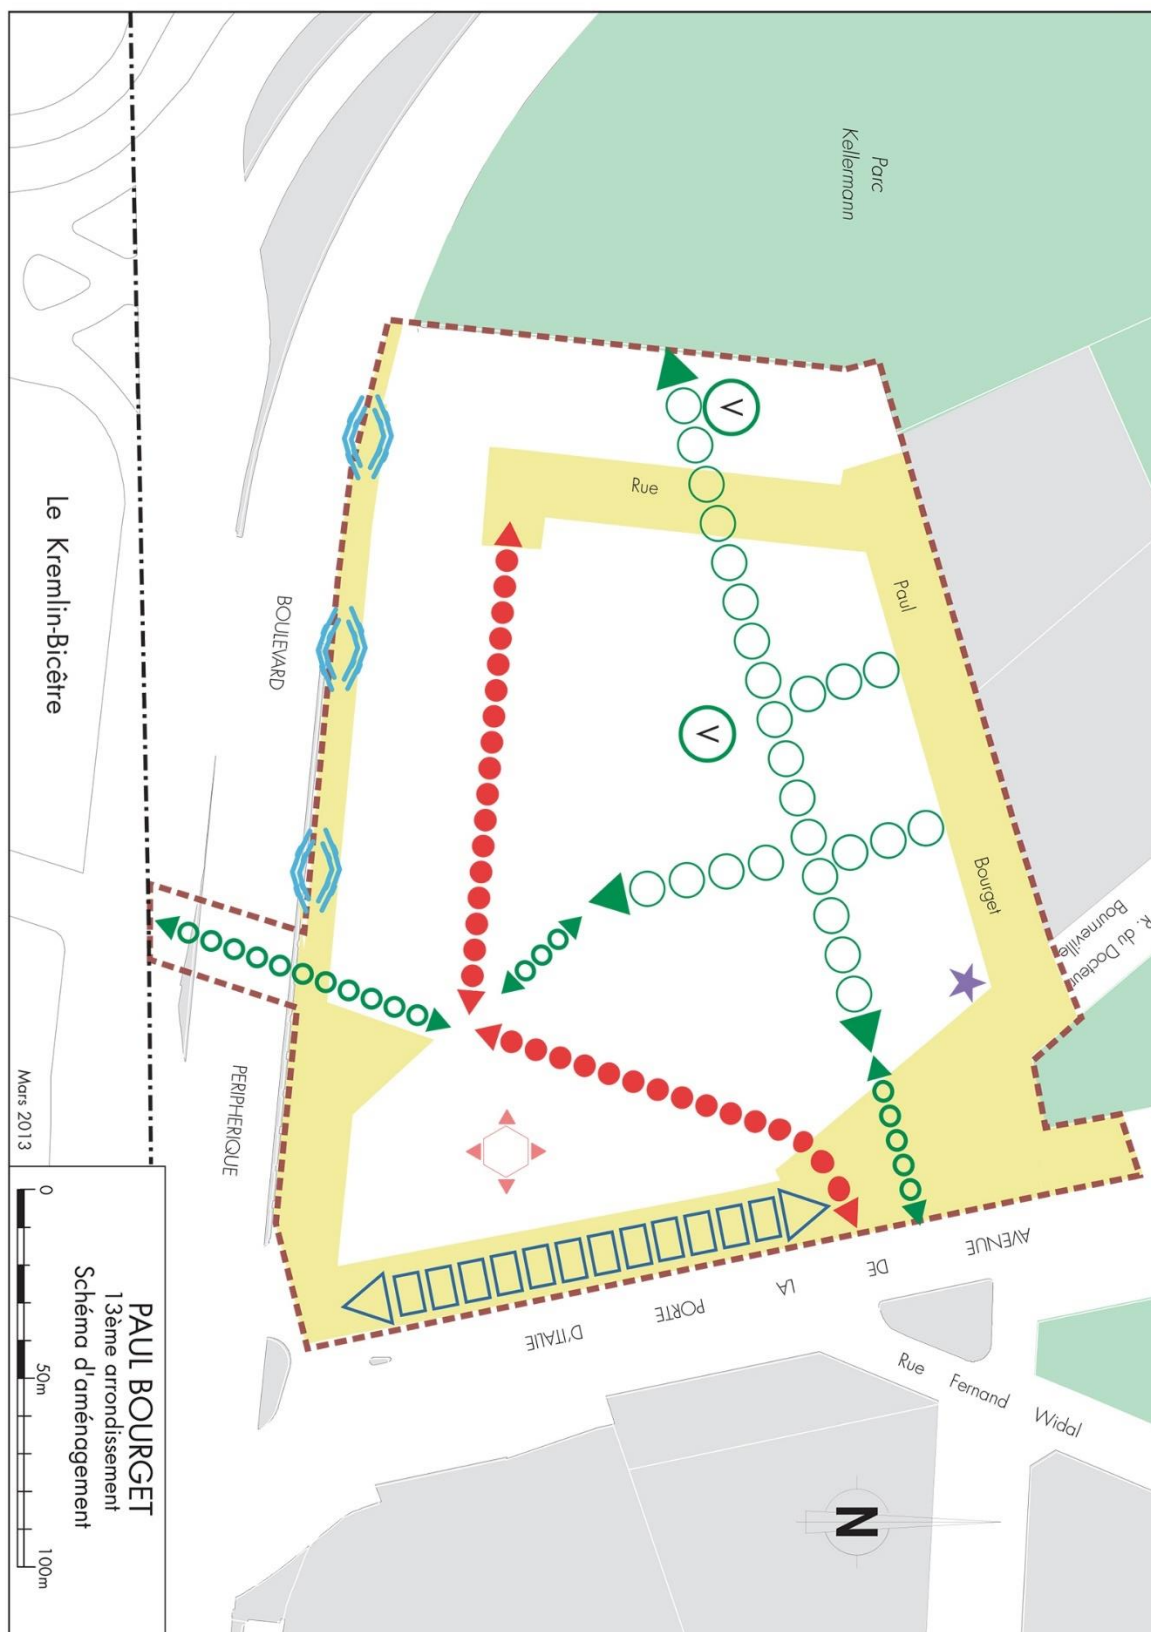 Parc
Kellermann
Rue
Paul
Bourget
R. du Docteur
Bourneville
V
V
Le Kremlin-Bicêtre
BOULEVARD
PERIPHERIQUE
AVENUE
DE
LA
PORTE
D'ITALIE
Rue Fernand Widal
N
Mars 2013
PAUL BOURGET
13ème arrondissement
Schéma d'aménagement
0 50m 100m